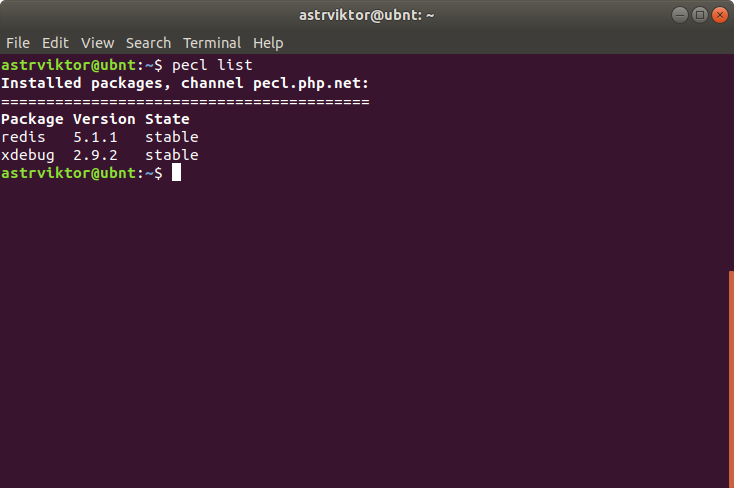 astrviktor@ubnt: ~
File Edit View Search Terminal Help
astrviktor@ubnt:~$ pecl list
Installed packages, channel pecl.php.net:
=========================================
Package Version State
redis   5.1.1   stable
xdebug  2.9.2   stable
astrviktor@ubnt:~$